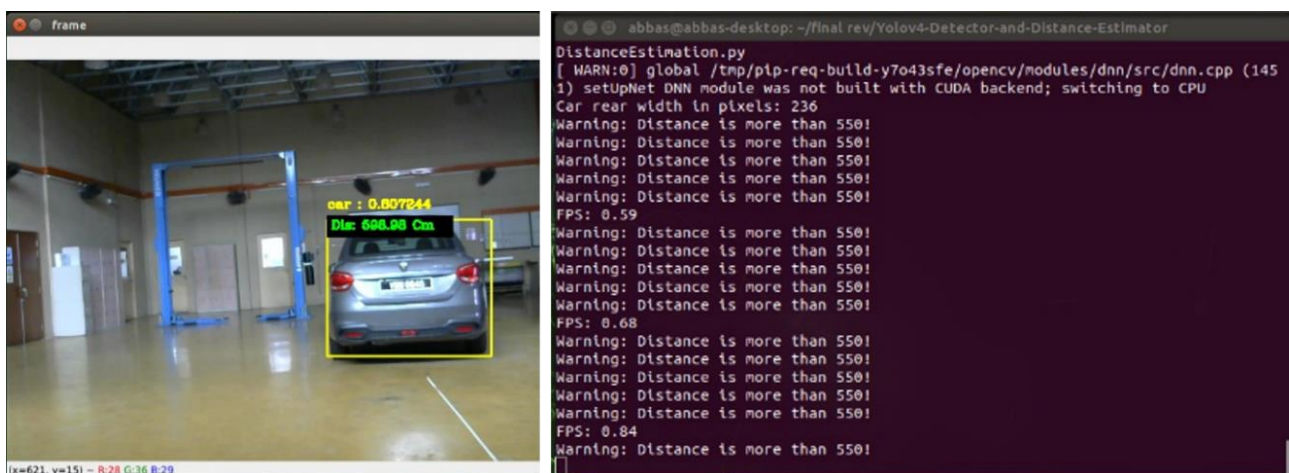 frame
car : 0.807244
Dis: 598.98 Cm
(x=621, y=15) ~ R:28 G:36 B:29
abbas@abbas-desktop: ~/final rev/Yolov4-Detector-and-Distance-Estimator
DistanceEstimation.py
[ WARN:0] global /tmp/pip-req-build-y7o43sfe/opencv/modules/dnn/src/dnn.cpp (145
1) setUpNet DNN module was not built with CUDA backend; switching to CPU
Car rear width in pixels: 236
Warning: Distance is more than 550!
Warning: Distance is more than 550!
Warning: Distance is more than 550!
Warning: Distance is more than 550!
Warning: Distance is more than 550!
FPS: 0.59
Warning: Distance is more than 550!
Warning: Distance is more than 550!
Warning: Distance is more than 550!
Warning: Distance is more than 550!
Warning: Distance is more than 550!
FPS: 0.68
Warning: Distance is more than 550!
Warning: Distance is more than 550!
Warning: Distance is more than 550!
Warning: Distance is more than 550!
Warning: Distance is more than 550!
FPS: 0.84
Warning: Distance is more than 550!